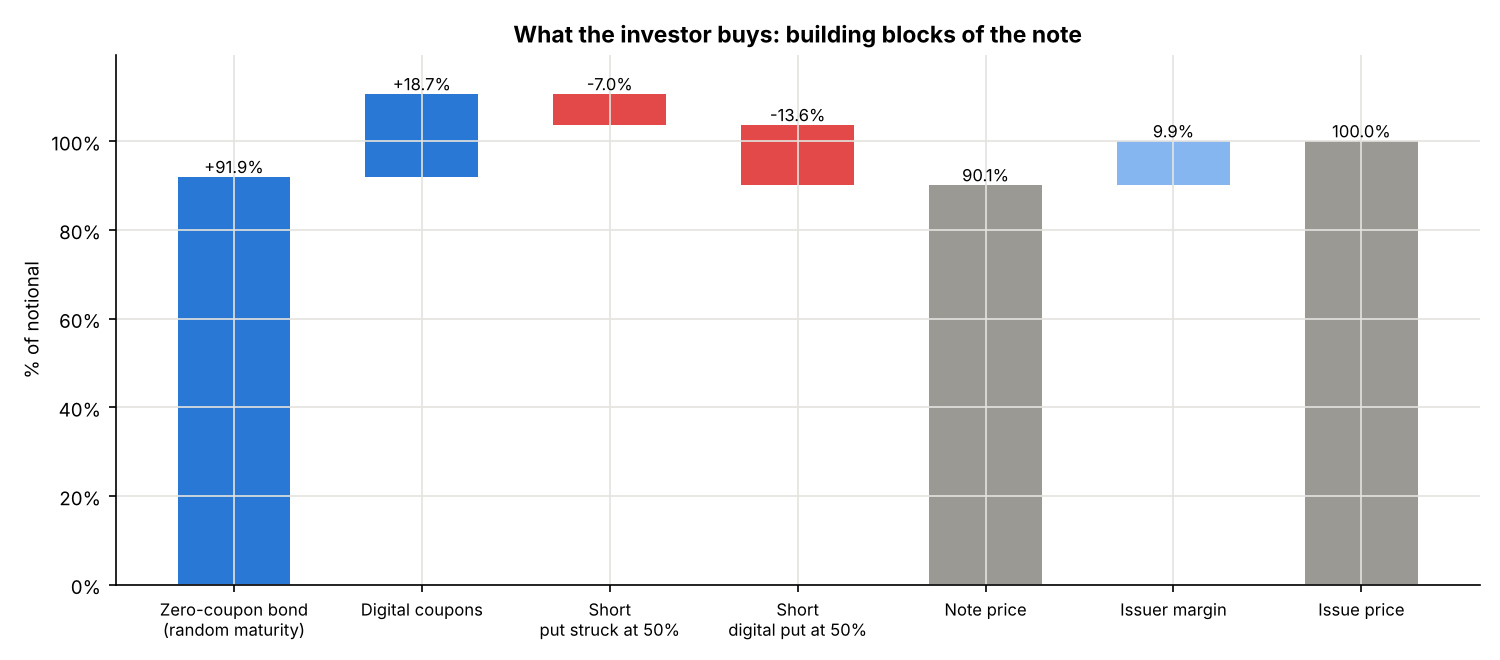 What the investor buys: building blocks of the note
% of notional
100%
80%
60%
40%
20%
0%
+91.9%
+18.7%
-7.0%
-13.6%
90.1%
9.9%
100.0%
Zero-coupon bond
(random maturity)
Digital coupons
Short
put struck at 50%
Short
digital put at 50%
Note price
Issuer margin
Issue price